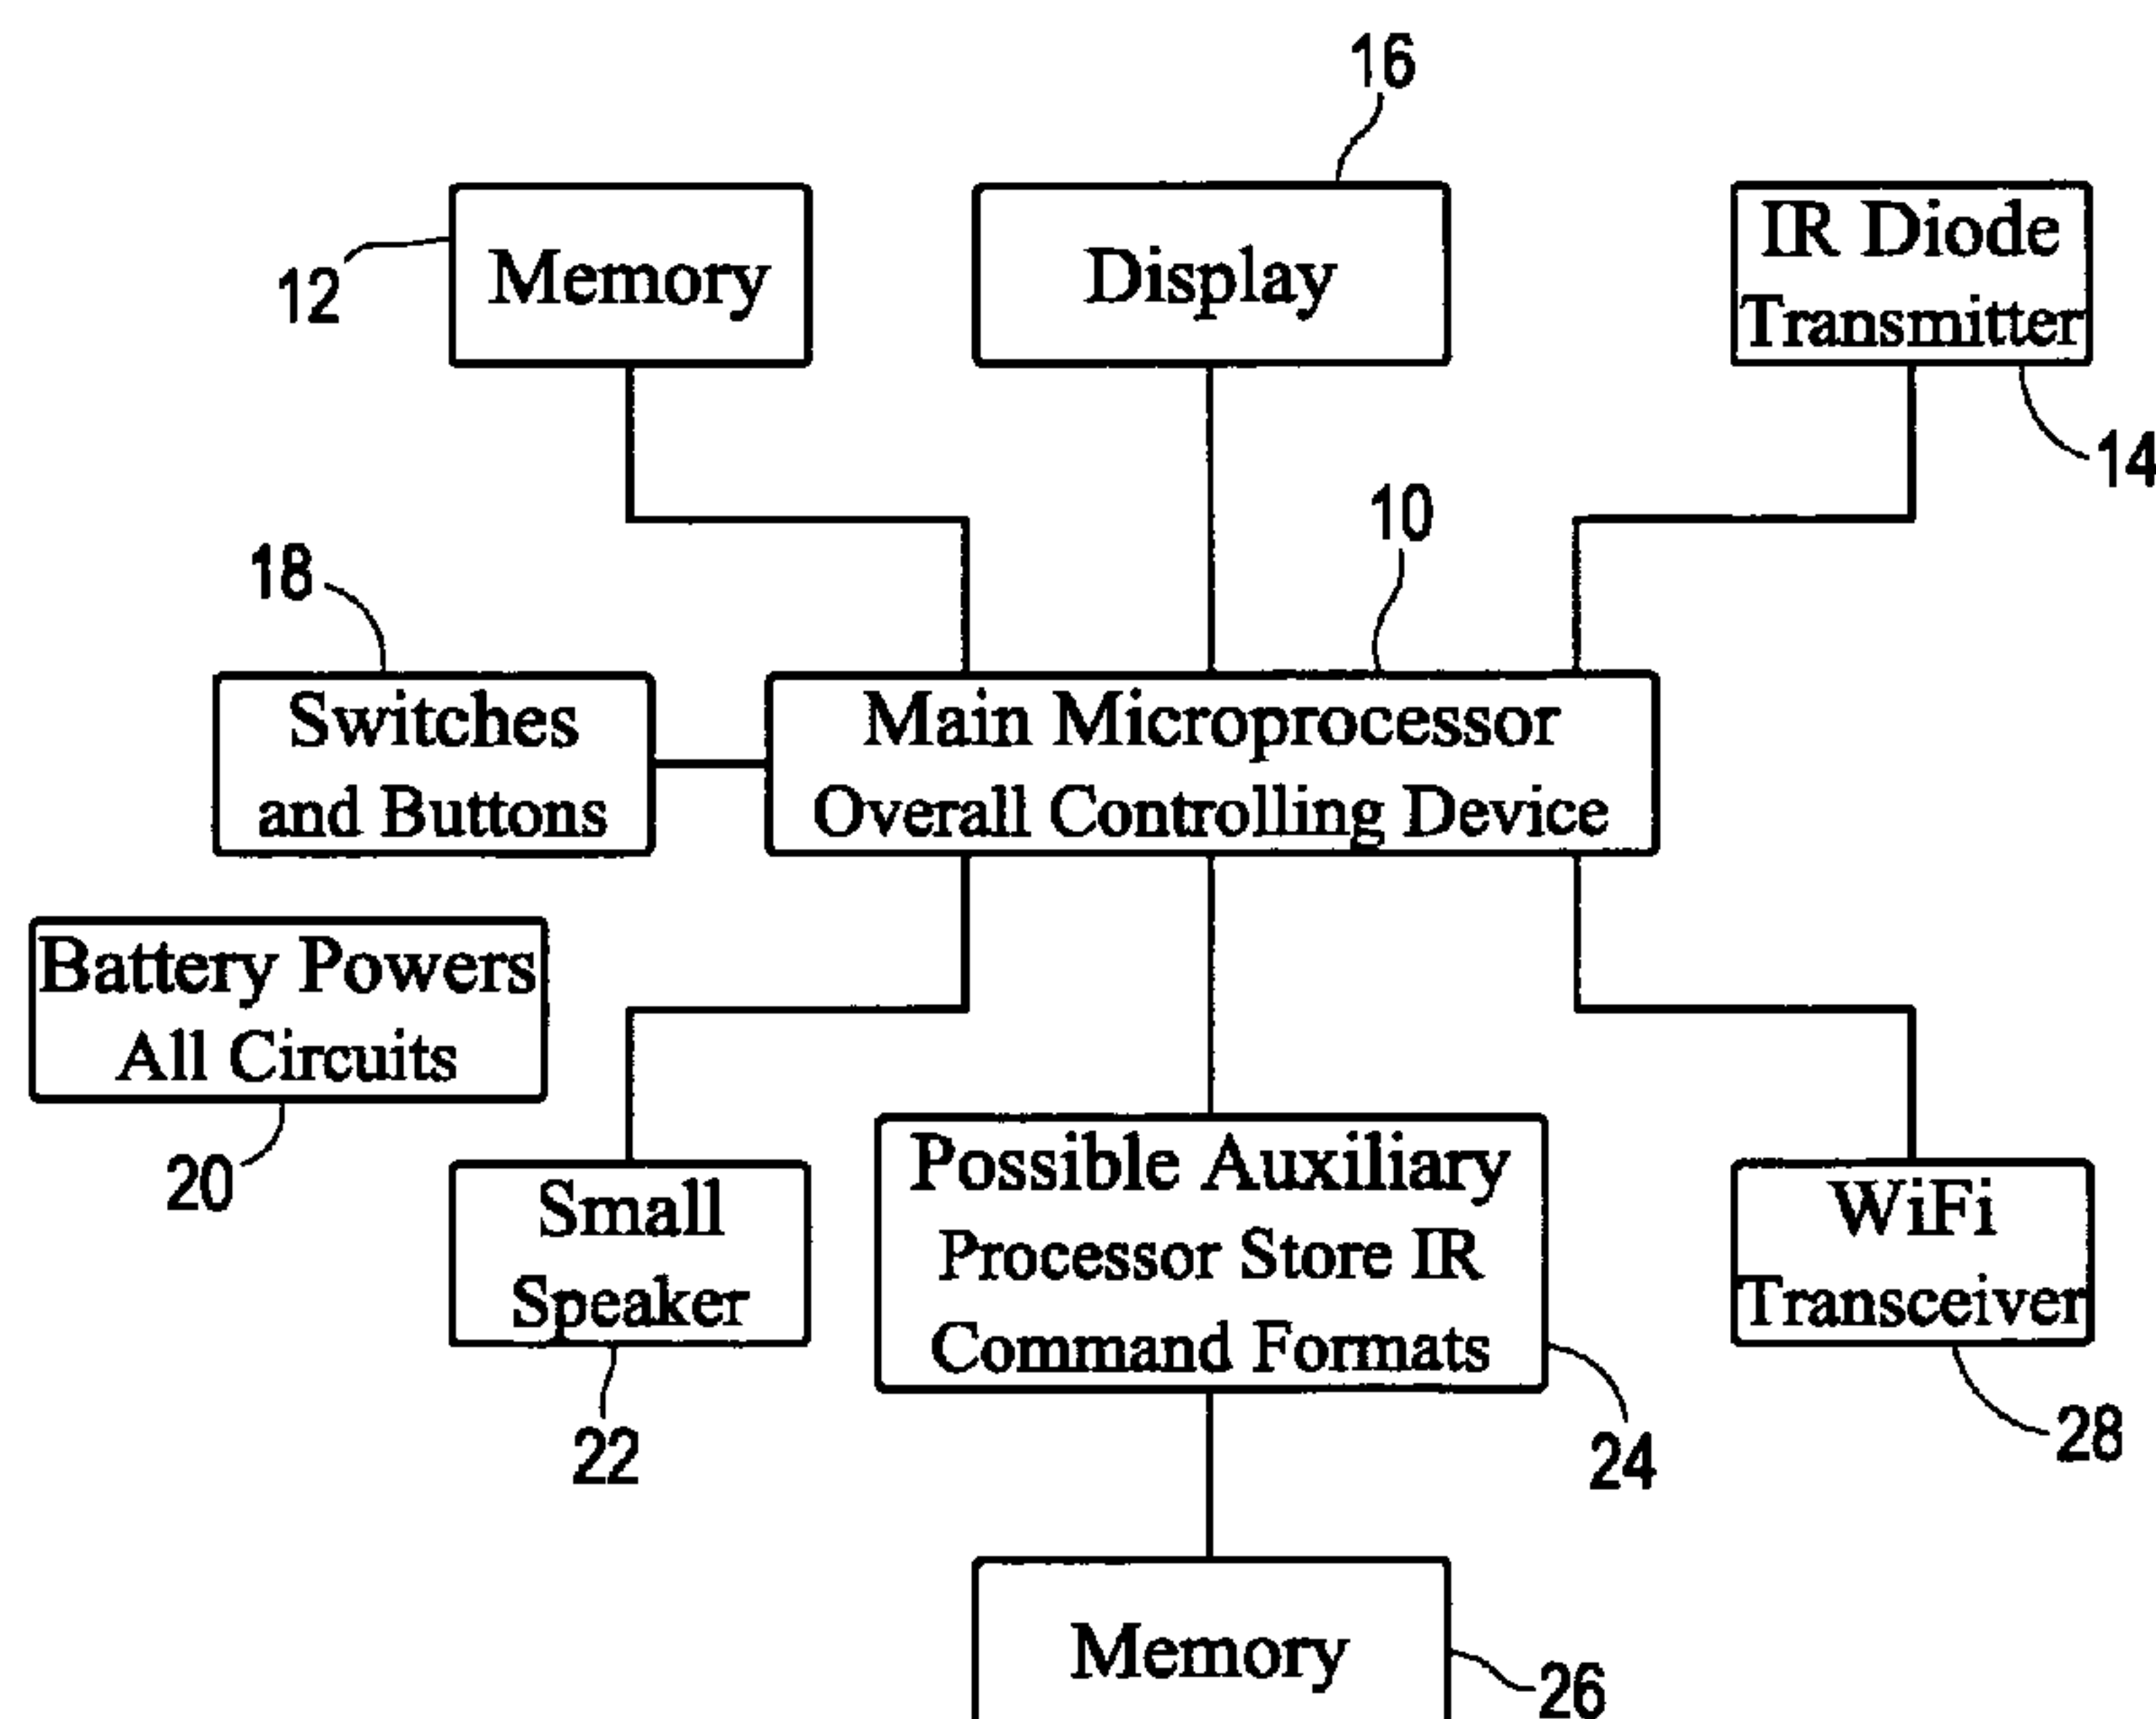 16
Memory
Display
IR Diode
Transmitter
12
14
10
18
Switches
and Buttons
Main Microprocessor
Overall Controlling Device
Battery Powers
All Circuits
20
Small
Speaker
22
Possible Auxiliary
Processor Store IR
Command Formats
24
WiFi
Transceiver
28
Memory
26